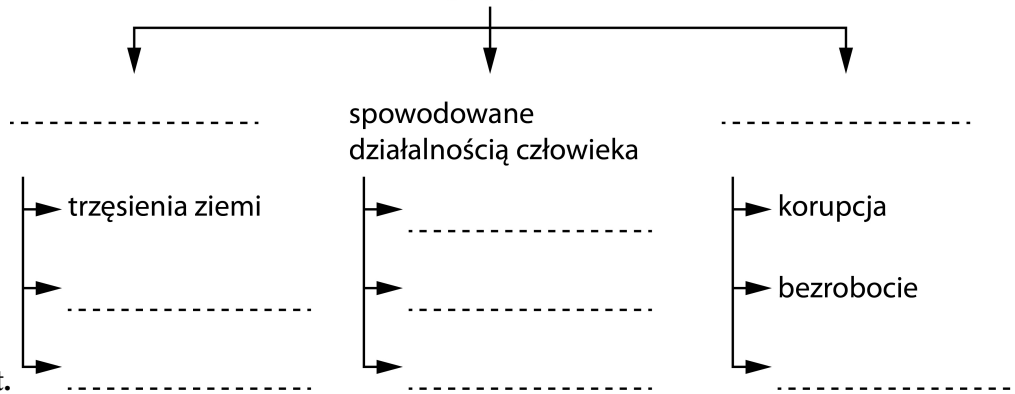 spowodowane
działalnością człowieka
trzęsienia ziemi
korupcja
bezrobocie
t.